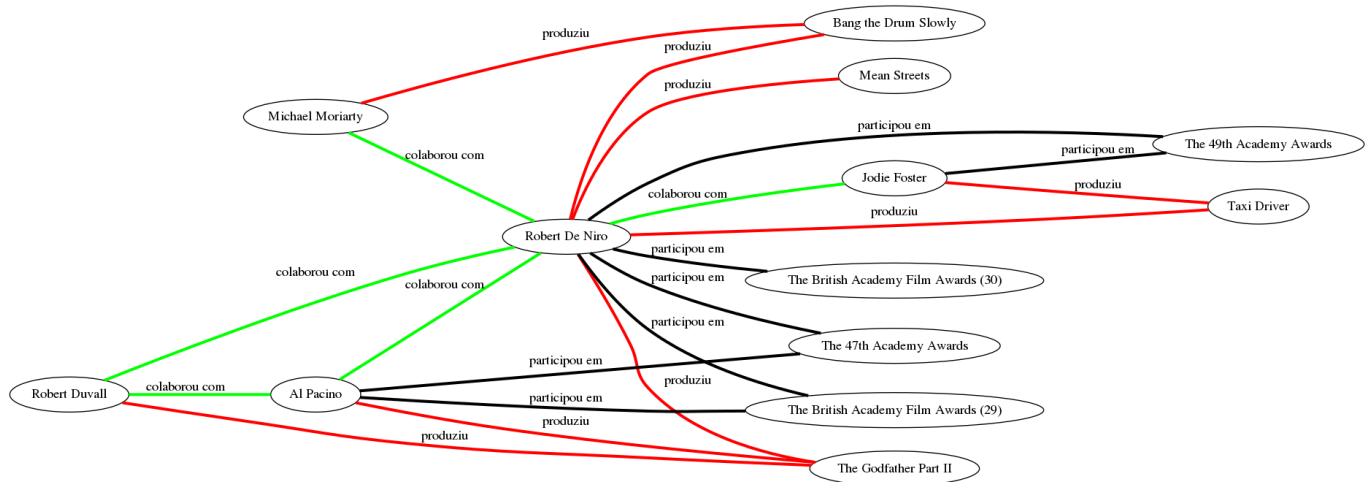 Bang the Drum Slowly
produziu
produziu
Mean Streets
produziu
Michael Moriarty
participou em
The 49th Academy Awards
participou em
colaborou com
Jodie Foster
colaborou com
produziu
Taxi Driver
produziu
Robert De Niro
participou em
colaborou com
participou em
The British Academy Film Awards (30)
colaborou com
participou em
The 47th Academy Awards
participou em
produziu
Robert Duvall
colaborou com
Al Pacino
participou em
The British Academy Film Awards (29)
produziu
produziu
The Godfather Part II